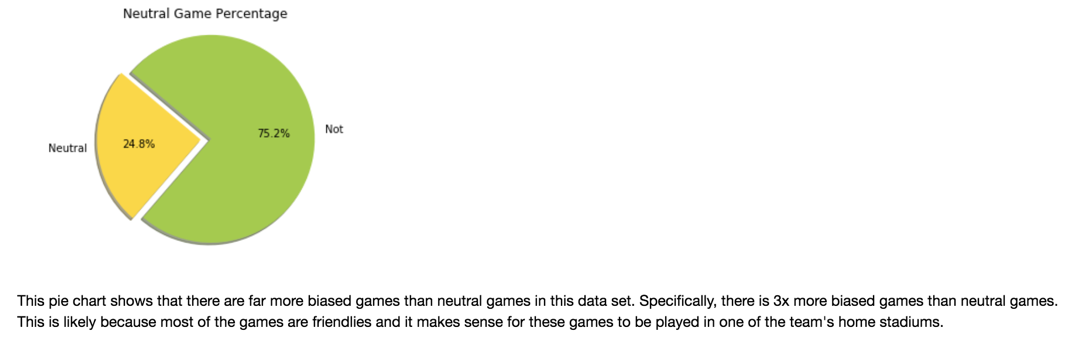 Neutral Game Percentage
Not
75.2%
24.8%
Neutral
This pie chart shows that there are far more biased games than neutral games in this data set. Specifically, there is 3x more biased games than neutral games.
This is likely because most of the games are friendlies and it makes sense for these games to be played in one of the team's home stadiums.